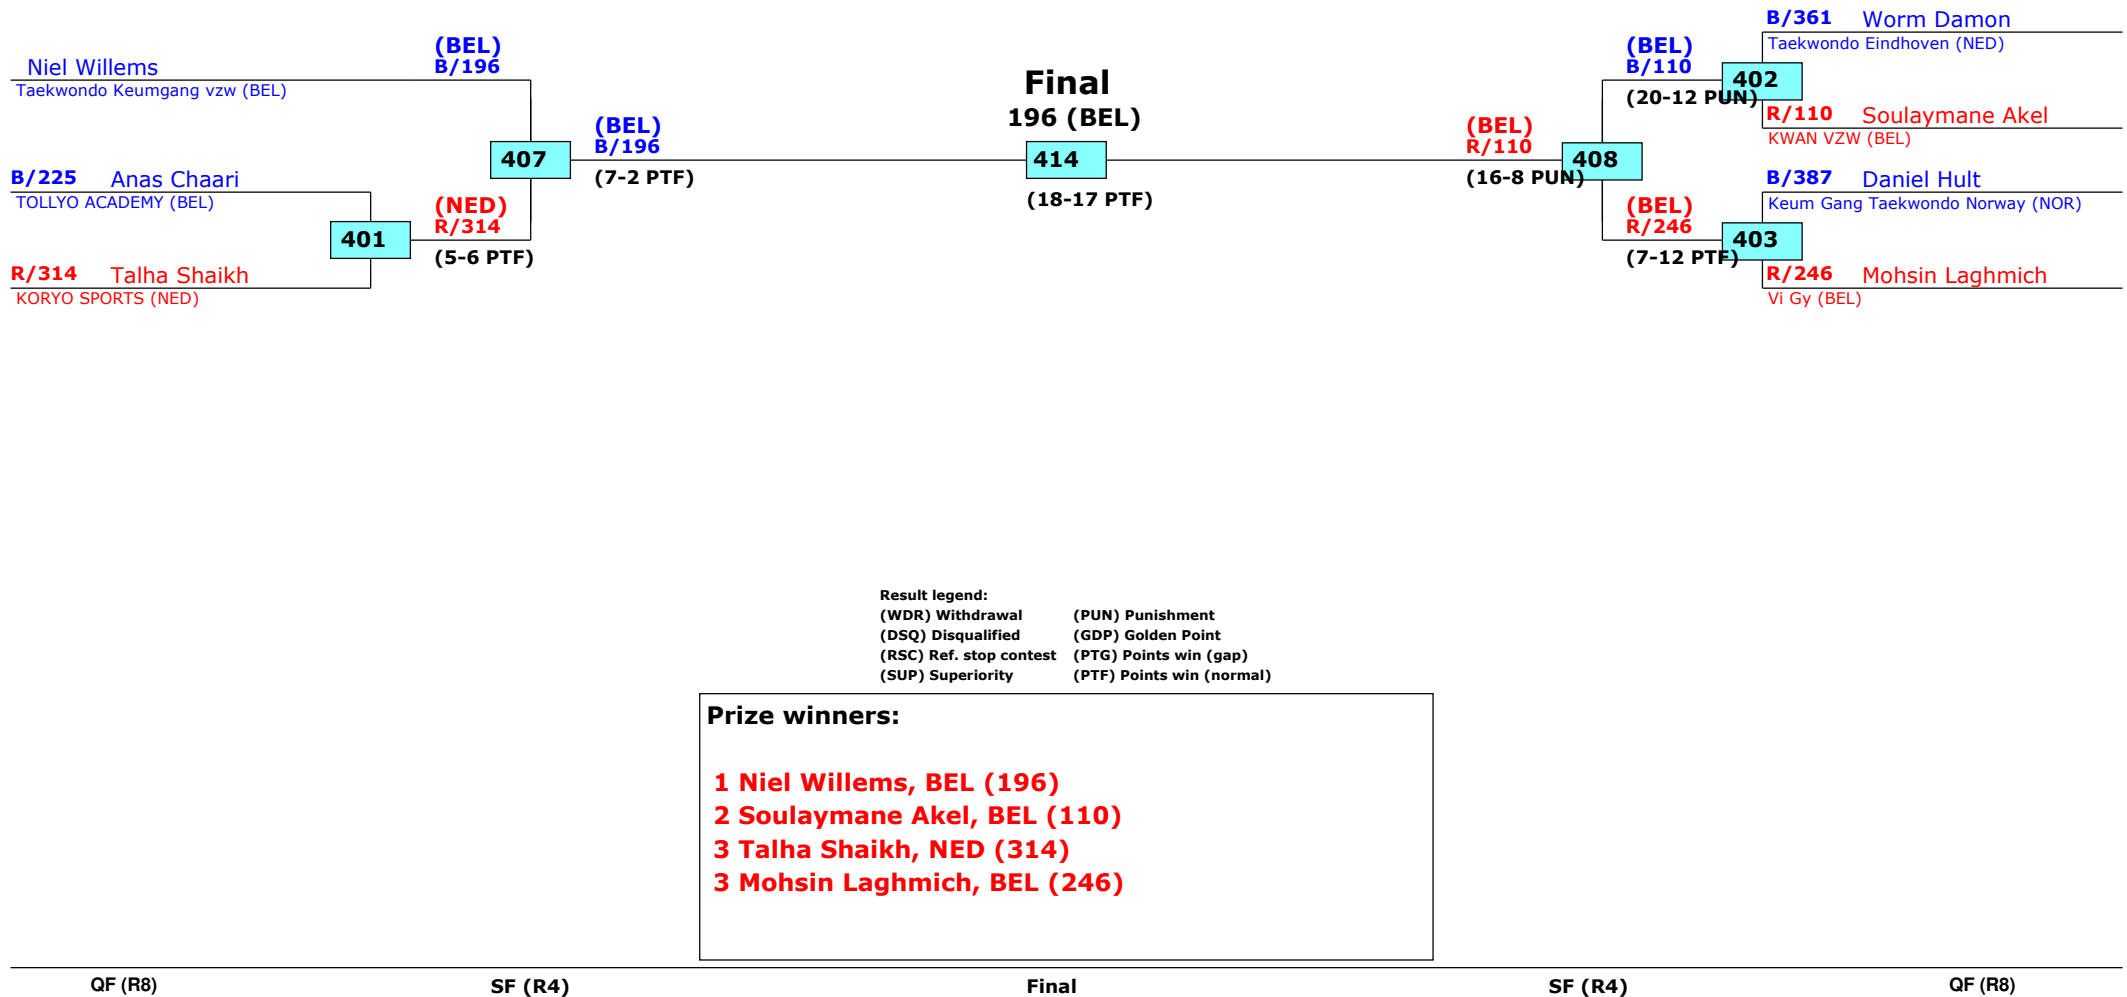 Niel Willems
Taekwondo Keumgang vzw (BEL)
(BEL)
B/196
B/225 Anas Chaari
TOLLYO ACADEMY (BEL)
401
R/314 Talha Shaikh
KORYO SPORTS (NED)
(NED)
R/314
(5-6 PTF)
407
(BEL)
B/196
(7-2 PTF)
Final
196 (BEL)
414
(18-17 PTF)
(BEL)
R/110
(16-8 PUN)
408
(BEL)
B/110
(20-12 PUN)
402
B/361 Worm Damon
Taekwondo Eindhoven (NED)
R/110 Soulaymane Akel
KWAN VZW (BEL)
(BEL)
R/246
(7-12 PTF)
403
B/387 Daniel Hult
Keum Gang Taekwondo Norway (NOR)
R/246 Mohsin Laghmich
Vi Gy (BEL)
Result legend:
(WDR) Withdrawal (PUN) Punishment
(DSQ) Disqualified (GDP) Golden Point
(RSC) Ref. stop contest (PTG) Points win (gap)
(SUP) Superiority (PTF) Points win (normal)
Prize winners:
1 Niel Willems, BEL (196)
2 Soulaymane Akel, BEL (110)
3 Talha Shaikh, NED (314)
3 Mohsin Laghmich, BEL (246)
QF (R8) SF (R4) Final SF (R4) QF (R8)